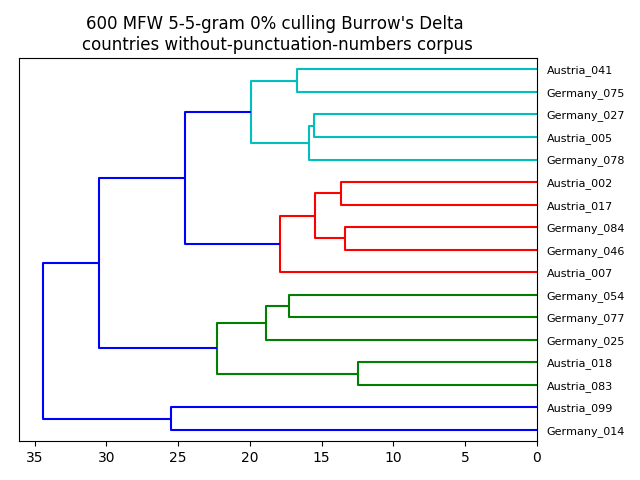 600 MFW 5-5-gram 0% culling Burrow's Delta
countries without-punctuation-numbers corpus
Austria_041
Germany_075
Germany_027
Austria_005
Germany_078
Austria_002
Austria_017
Germany_084
Germany_046
Austria_007
Germany_054
Germany_077
Germany_025
Austria_018
Austria_083
Austria_099
Germany_014
35 30 25 20 15 10 5 0